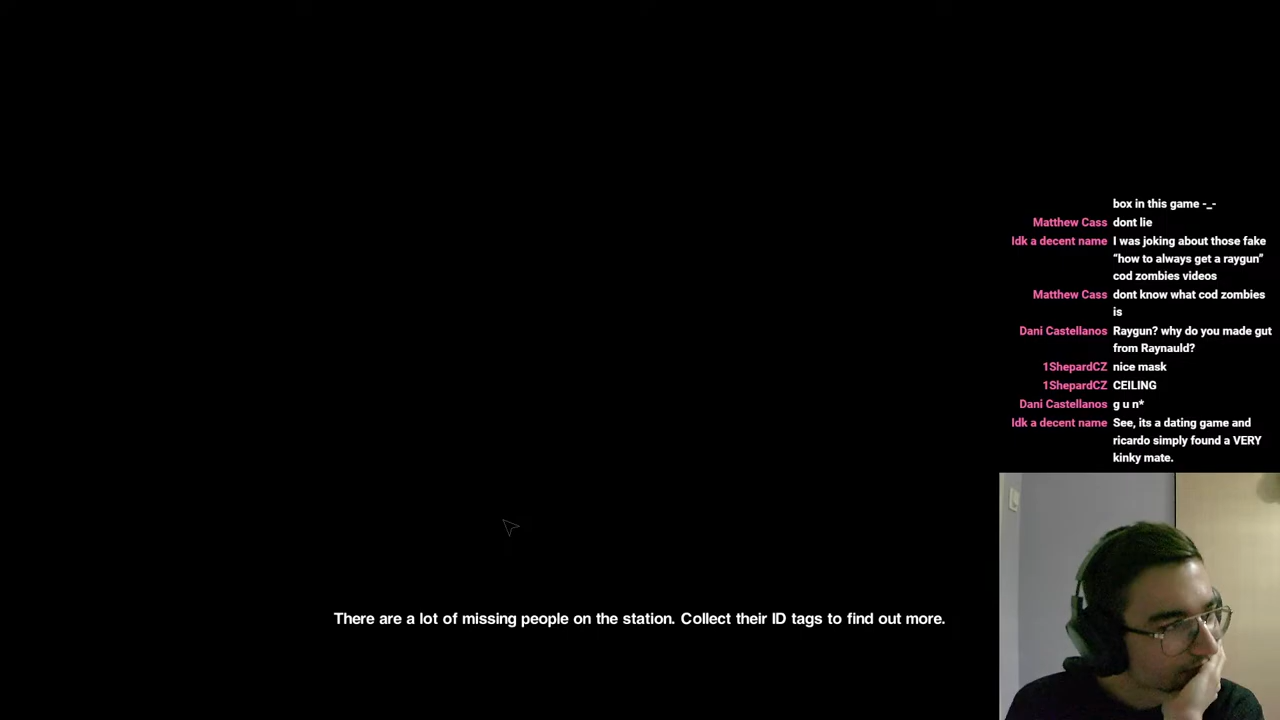 box in this game -_-
Matthew Cass dont lie
Idk a decent name I was joking about those fake
“how to always get a raygun”
cod zombies videos
Matthew Cass dont know what cod zombies
is
Dani Castellanos Raygun? why do you made gut
from Raynauld?
1ShepardCZ nice mask
1ShepardCZ CEILING
Dani Castellanos g u n*
Idk a decent name See, its a dating game and
ricardo simply found a VERY
kinky mate.
There are a lot of missing people on the station. Collect their ID tags to find out more.